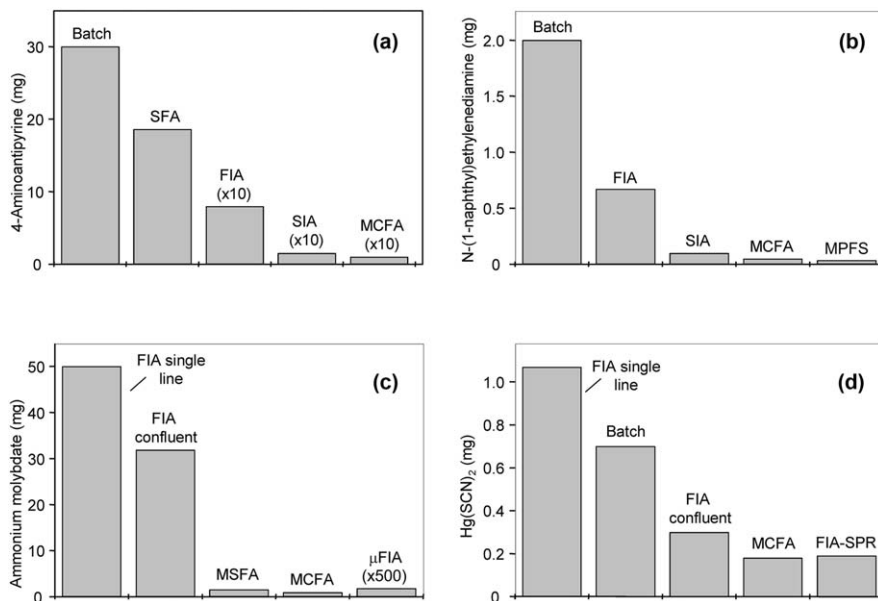 (a)
4-Aminoantipyrine (mg)
30
20
10
0
Batch
SFA
FIA
(x10)
SIA
(x10)
MCFA
(x10)
(b)
N-(1-naphthyl)ethylenediamine (mg)
2.0
1.5
1.0
0.5
0
Batch
FIA
SIA
MCFA
MPFS
(c)
Ammonium molybdate (mg)
50
40
30
20
10
0
FIA single
line
FIA
confluent
MSFA
MCFA
μFIA
(x500)
(d)
Hg(SCN)2 (mg)
1.0
0.8
0.6
0.4
0.2
0
FIA single
line
Batch
FIA
confluent
MCFA
FIA-SPR